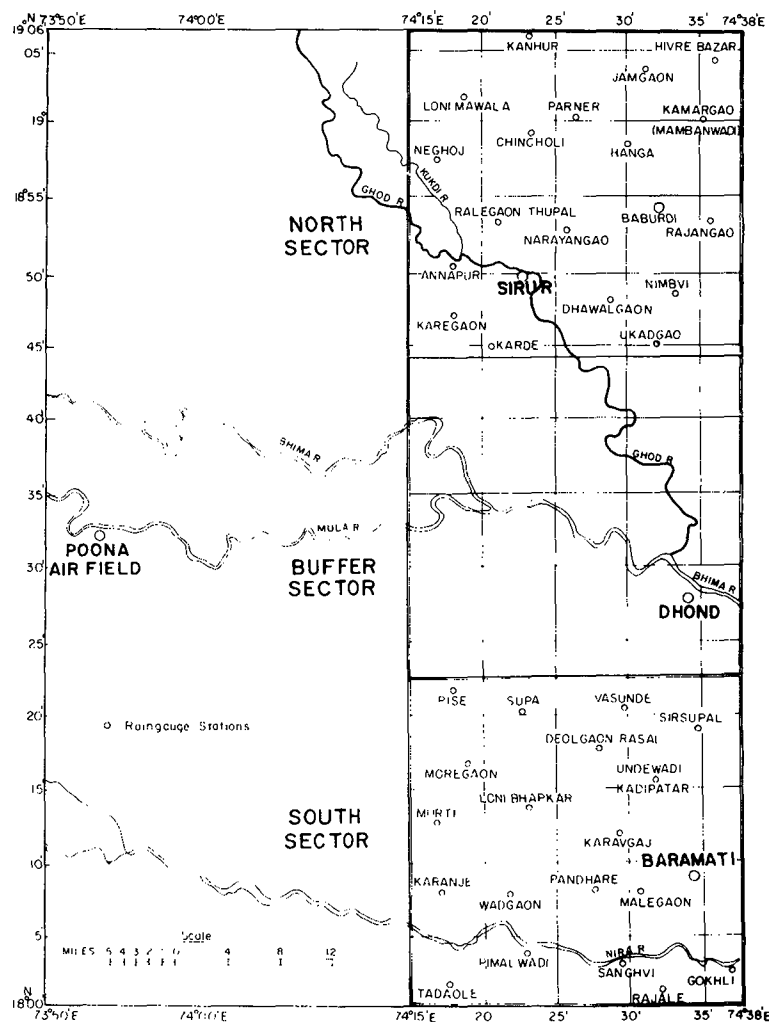 °N 73°50' 74°00' 74°15' 20' 25' 30' 35' 74°38'
19°06'
05'
KANHUR
HIVRE BAZAR
JAMGAON
LONI MAWALA
PARNER
KAMARGAO
19°
(MAMBANWADI)
CHINCHOLI
NEGHOJ
HANGA
KUKDI R
GHOD R
18°55'
RALEGAON THUPAL
BABURDI
RAJANGAO
NARAYANGAO
NORTH
SECTOR
50'
ANNAPUR
SIRUR
NIMBVI
DHAWALGAON
KAREGAON
UKADGAO
45'
KARDE
40'
BHIMA R
GHOD R
35'
MULA R
POONA
AIR FIELD
BUFFER
SECTOR
30'
BHIMA R
DHOND
25'
PISE
SUPA
VASUNDE
SIRSUPAL
20'
Raingauge Stations
DEOLGAON RASAI
MOREGAON
UNDEWADI
KADIPATAR
15'
LONI BHAPKAR
MURTI
SOUTH
SECTOR
KARAVGAJ
10'
BARAMATI
KARANJE
PANDHARE
WADGAON
MALEGAON
5'
Scale
MILES 5 4 3 2 1 0 4 8 12
NIRA R
PIMALWADI
SANGHVI
GOKHLI
TADAOLE
RAJALE
N
18°00'
73°50' 74°00' 74°15' 20' 25' 30' 35' 74°38'